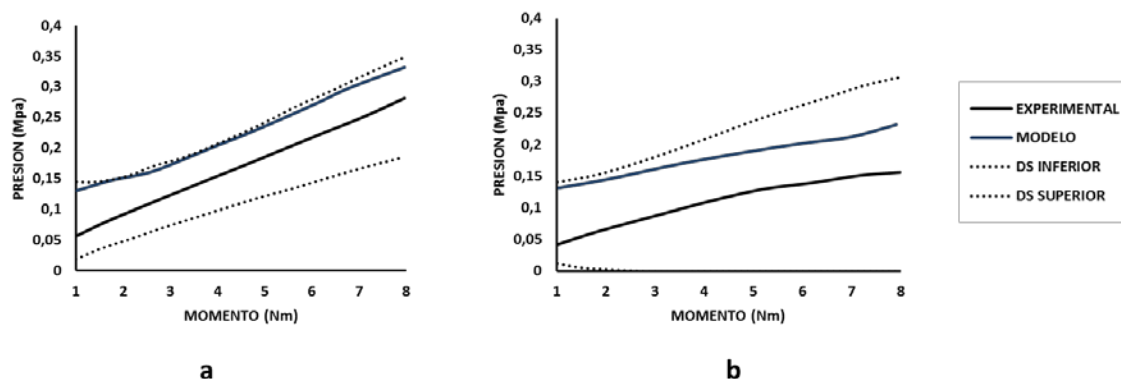 0,4
0,35
0,3
0,25
0,2
0,15
0,1
0,05
0
PRESION (Mpa)
1 2 3 4 5 6 7 8
MOMENTO (Nm)
a
0,4
0,35
0,3
0,25
0,2
0,15
0,1
0,05
0
PRESION (Mpa)
1 2 3 4 5 6 7 8
MOMENTO (Nm)
b
EXPERIMENTAL
MODELO
DS INFERIOR
DS SUPERIOR